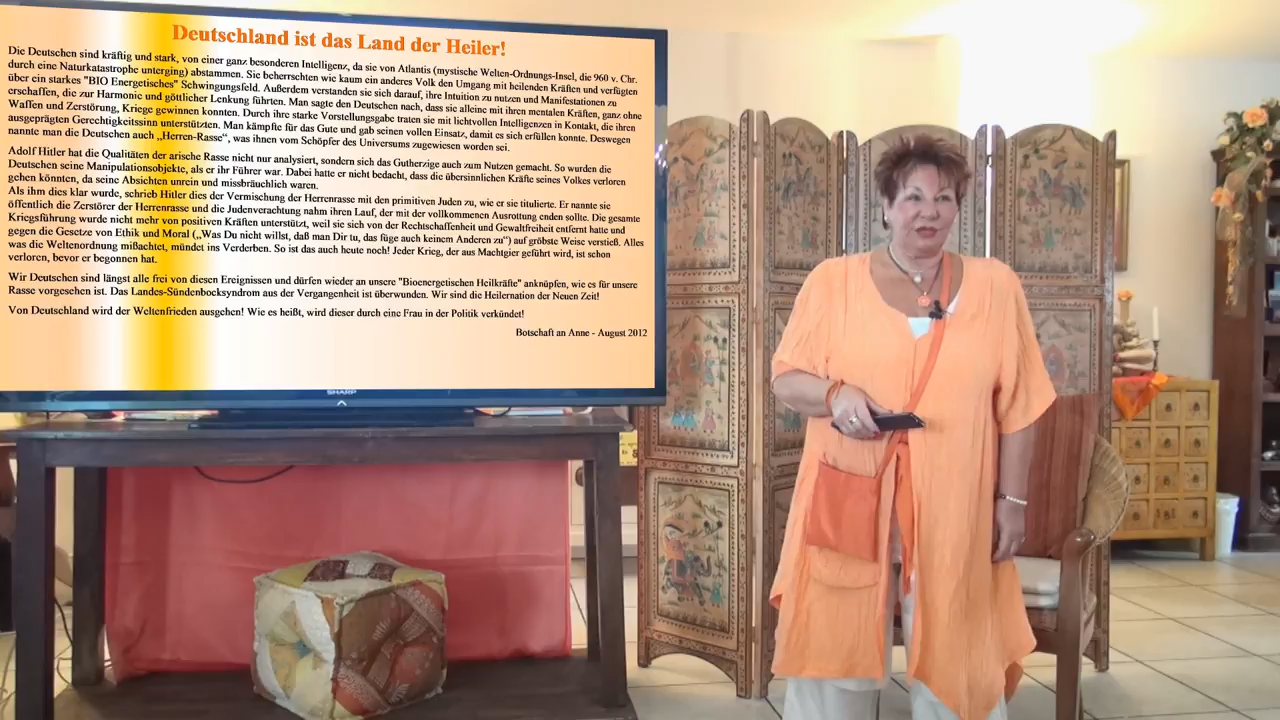 Deutschland ist das Land der Heiler!
Die Deutschen sind kräftig und stark, von einer ganz besonderen Intelligenz, da sie von Atlantis (mystische Welten-Ordnungs-Insel, die 960 v. Chr.
durch eine Naturkatastrophe unterging) abstammen. Sie beherrschten wie kaum ein anderes Volk den Umgang mit heilenden Kräften und verfügten
über ein starkes "BIO Energetisches" Schwingungsfeld. Außerdem verstanden sie sich darauf, ihre Intuition zu nutzen und Manifestationen zu
erschaffen, die zur Harmonie und göttlicher Lenkung führten. Man sagte den Deutschen nach, dass sie alleine mit ihren mentalen Kräften, ganz ohne
Waffen und Zerstörung, Kriege gewinnen konnten. Durch ihre starke Vorstellungsgabe traten sie mit lichtvollen Intelligenzen in Kontakt, die ihren
ausgeprägten Gerechtigkeitssinn unterstützten. Man kämpfte für das Gute und gab seinen vollen Einsatz, damit es sich erfüllen konnte. Deswegen
nannte man die Deutschen auch „Herren-Rasse“, was ihnen vom Schöpfer des Universums zugewiesen worden sei.
Adolf Hitler hat die Qualitäten der arische Rasse nicht nur analysiert, sondern sich das Gutherzige auch zum Nutzen gemacht. So wurden die
Deutschen seine Manipulationsobjekte, als er ihr Führer war. Dabei hatte er nicht bedacht, dass die übersinnlichen Kräfte seines Volkes verloren
gehen könnten, da seine Absichten unrein und missbräuchlich waren.
Als ihm dies klar wurde, schrieb Hitler dies der Vermischung der Herrenrasse mit den primitiven Juden zu, wie er sie titulierte. Er nannte sie
öffentlich die Zerstörer der Herrenrasse und die Judenverachtung nahm ihren Lauf, der mit der vollkommenen Ausrottung enden sollte. Die gesamte
Kriegsführung wurde nicht mehr von positiven Kräften unterstützt, weil sie sich von der Rechtschaffenheit und Gewaltfreiheit entfernt hatte und
gegen die Gesetze von Ethik und Moral („Was Du nicht willst, daß man Dir tu, das füge auch keinem Anderen zu“) auf gröbste Weise verstieß. Alles
was die Weltenordnung mißachtet, mündet ins Verderben. So ist das auch heute noch! Jeder Krieg, der aus Machtgier geführt wird, ist schon
verloren, bevor er begonnen hat.
Wir Deutschen sind längst alle frei von diesen Ereignissen und dürfen wieder an unsere "Bioenergetischen Heilkräfte" anknüpfen, wie es für unsere
Rasse vorgesehen ist. Das Landes-Sündenbocksyndrom aus der Vergangenheit ist überwunden. Wir sind die Heilernation der Neuen Zeit!
Von Deutschland wird der Weltenfrieden ausgehen! Wie es heißt, wird dieser durch eine Frau in der Politik verkündet!
Botschaft an Anne - August 2012
SHARP